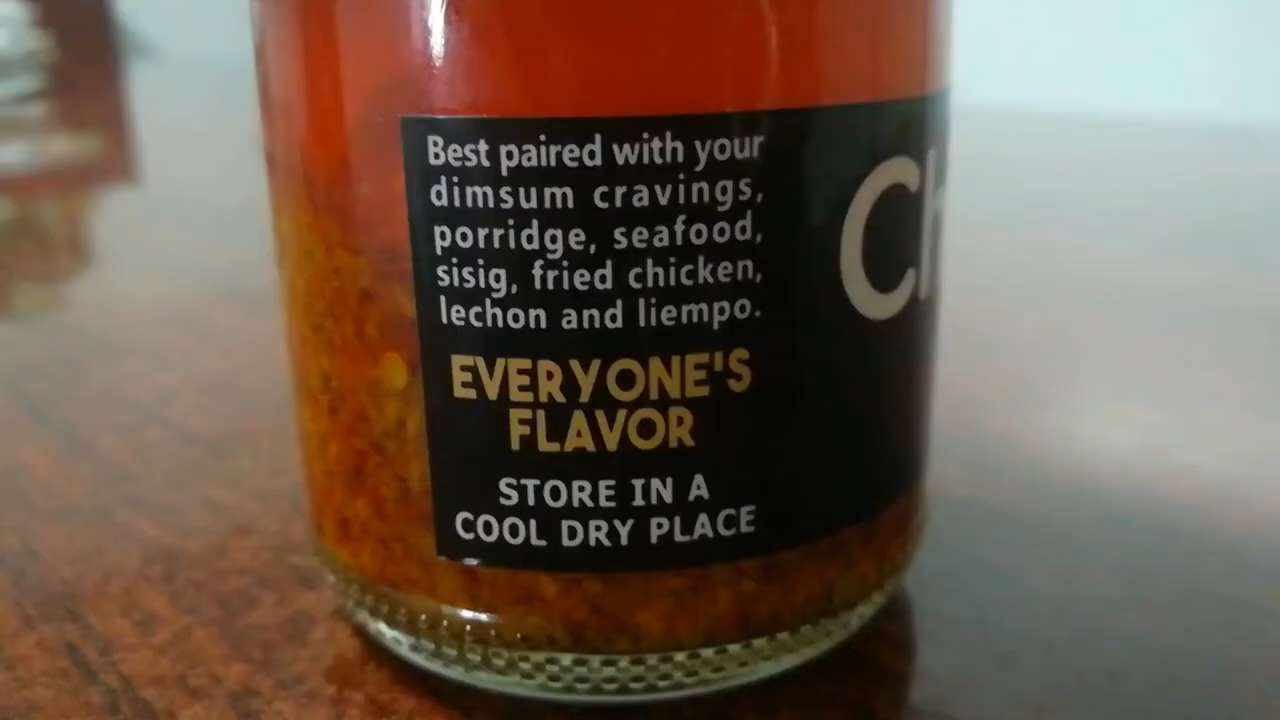 Best paired with your
dimsum cravings,
porridge, seafood,
sisig, fried chicken,
lechon and liempo.
EVERYONE'S
FLAVOR
STORE IN A
COOL DRY PLACE
Ch